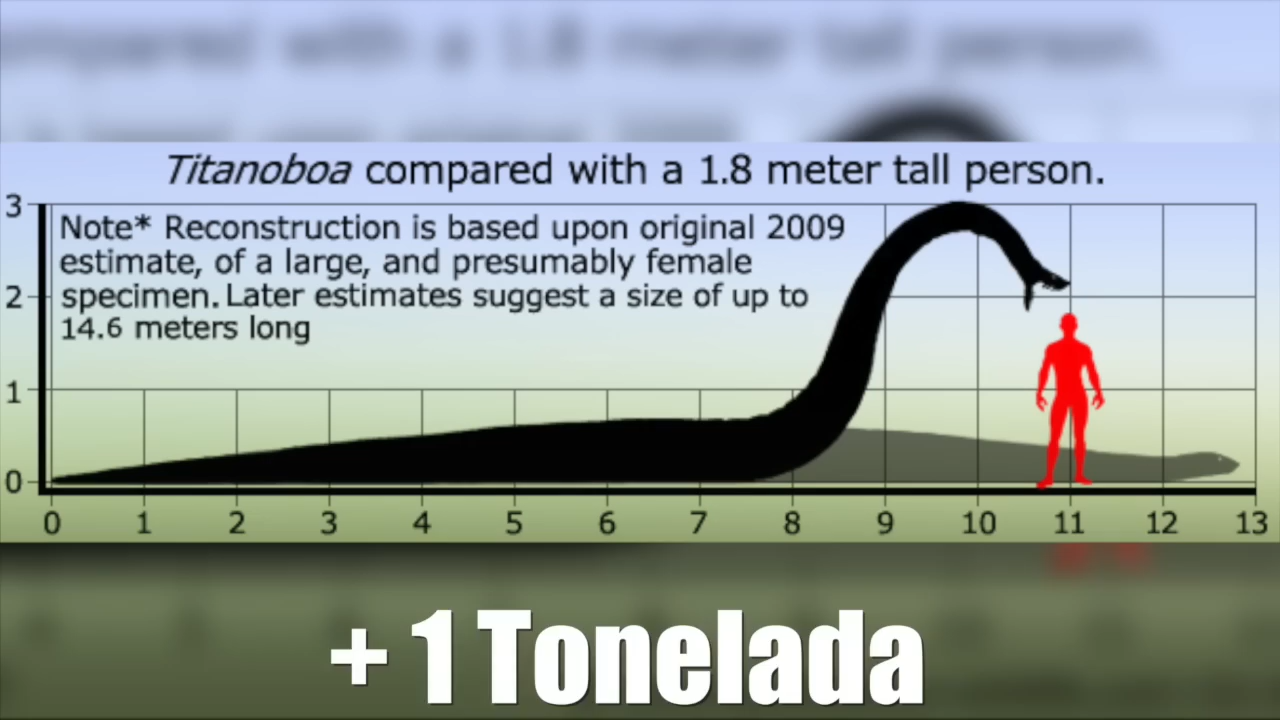 Titanoboa compared with a 1.8 meter tall person.
Note* Reconstruction is based upon original 2009
estimate, of a large, and presumably female
specimen. Later estimates suggest a size of up to
14.6 meters long
3
2
1
0
0 1 2 3 4 5 6 7 8 9 10 11 12 13
+ 1 Tonelada